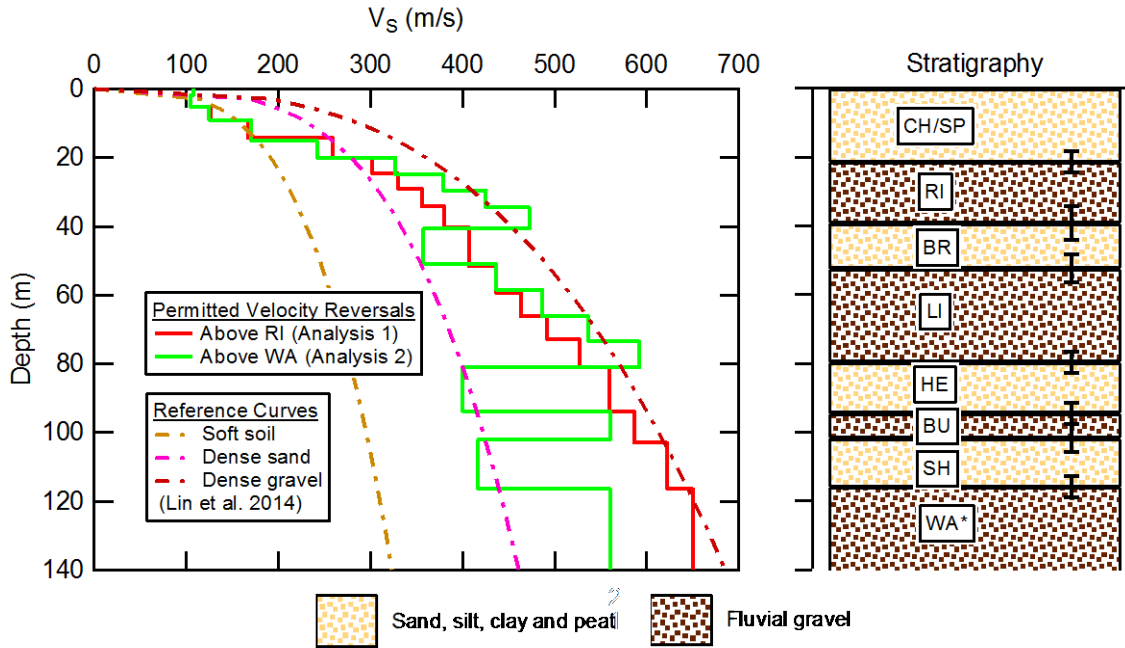 V_S (m/s)
0 100 200 300 400 500 600 700
Stratigraphy
Depth (m)
0
20
40
60
80
100
120
140
Permitted Velocity Reversals
Above RI (Analysis 1)
Above WA (Analysis 2)
Reference Curves
Soft soil
Dense sand
Dense gravel
(Lin et al. 2014)
CH/SP
RI
BR
LI
HE
BU
SH
WA*
Sand, silt, clay and peat
Fluvial gravel